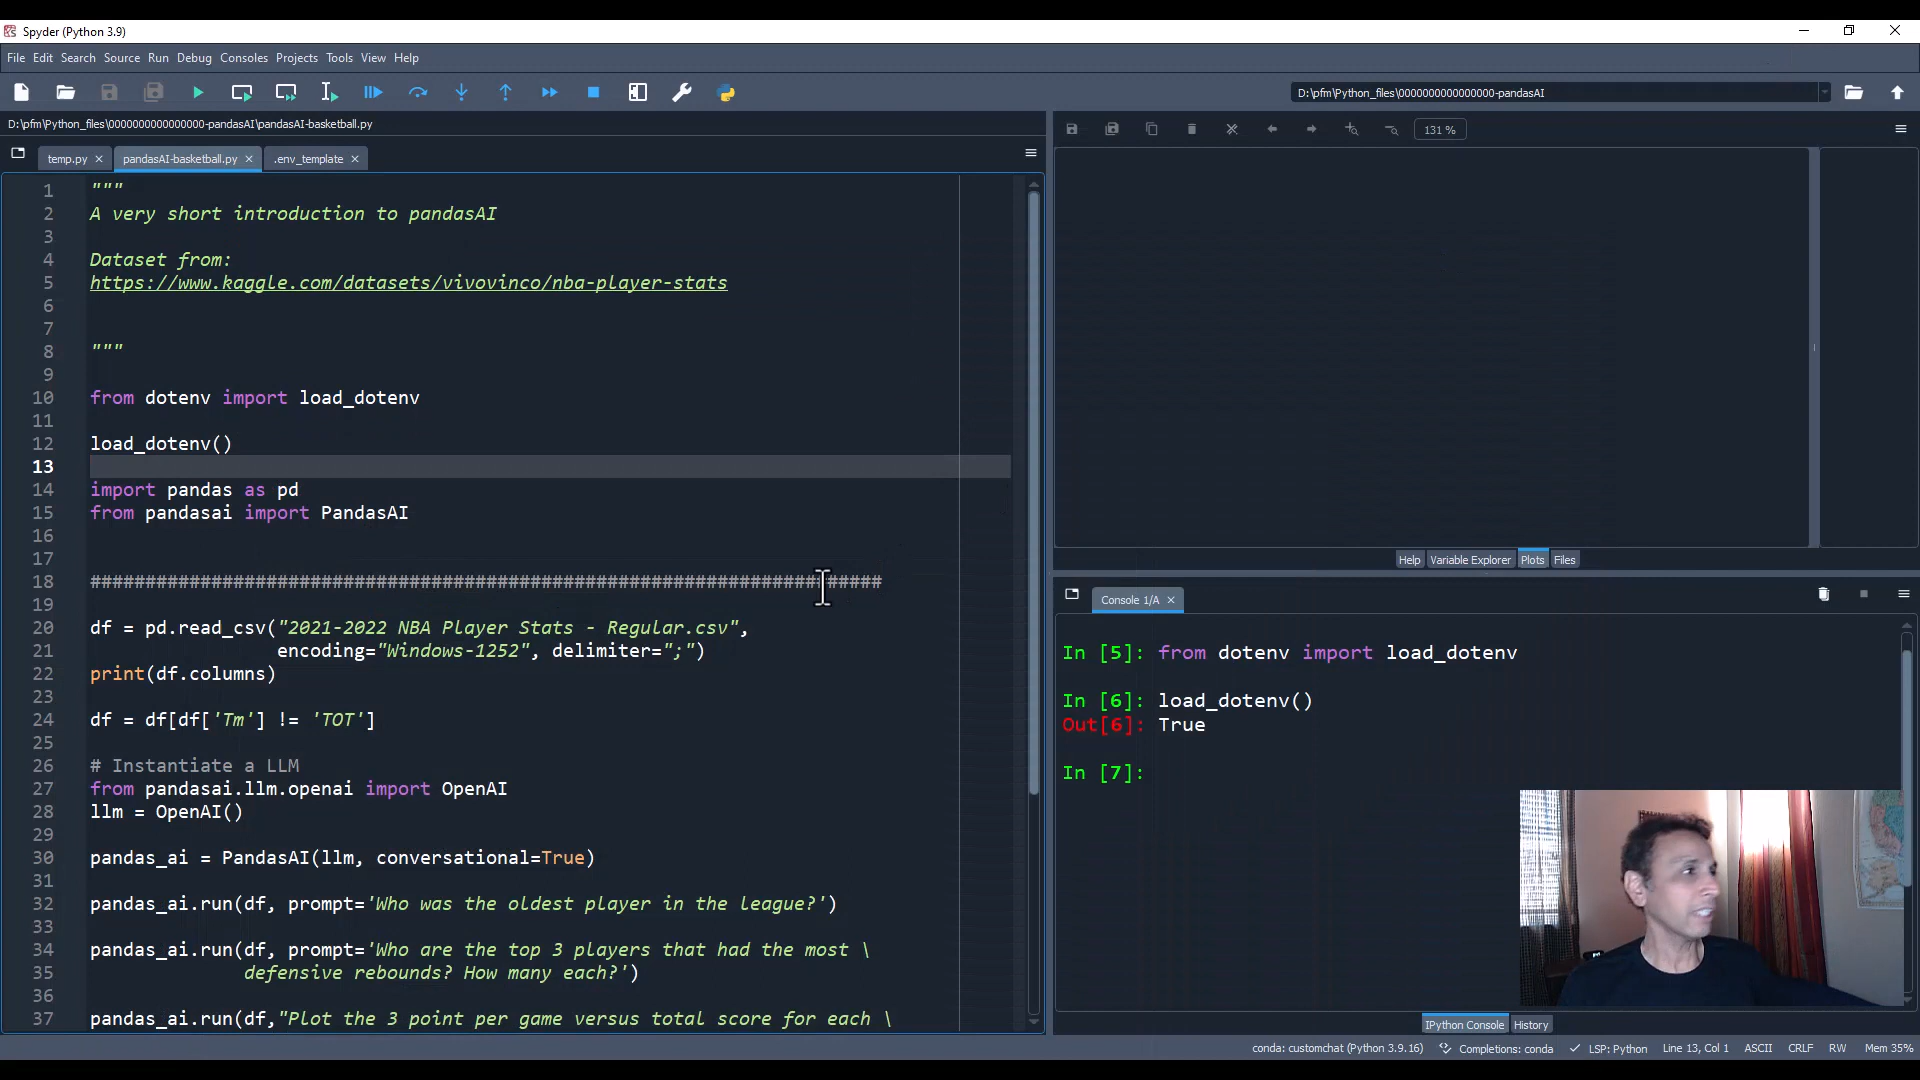 Spyder (Python 3.9)
File Edit Search Source Run Debug Consoles Projects Tools View Help
D:\pfm\Python_files\0000000000000000-pandasAI
D:\pfm\Python_files\0000000000000000-pandasAI\pandasAI-basketball.py
131 %
temp.py pandasAI-basketball.py .env_template
1 """
2 A very short introduction to pandasAI
3
4 Dataset from:
5 https://www.kaggle.com/datasets/vivovinco/nba-player-stats
6
7
8 """
9
10 from dotenv import load_dotenv
11
12 load_dotenv()
13
14 import pandas as pd
15 from pandasai import PandasAI
16
17
18 ########################################################################
19
20 df = pd.read_csv("2021-2022 NBA Player Stats - Regular.csv",
21 encoding="Windows-1252", delimiter=";")
22 print(df.columns)
23
24 df = df[df['Tm'] != 'TOT']
25
26 # Instantiate a LLM
27 from pandasai.llm.openai import OpenAI
28 llm = OpenAI()
29
30 pandas_ai = PandasAI(llm, conversational=True)
31
32 pandas_ai.run(df, prompt='Who was the oldest player in the league?')
33
34 pandas_ai.run(df, prompt='Who are the top 3 players that had the most \
35 defensive rebounds? How many each?')
36
37 pandas_ai.run(df,"Plot the 3 point per game versus total score for each \
Help Variable Explorer Plots Files
Console 1/A
In [5]: from dotenv import load_dotenv
In [6]: load_dotenv()
Out[6]: True
In [7]:
IPython Console History
conda: customchat (Python 3.9.16) Completions: conda LSP: Python Line 13, Col 1 ASCII CRLF RW Mem 35%